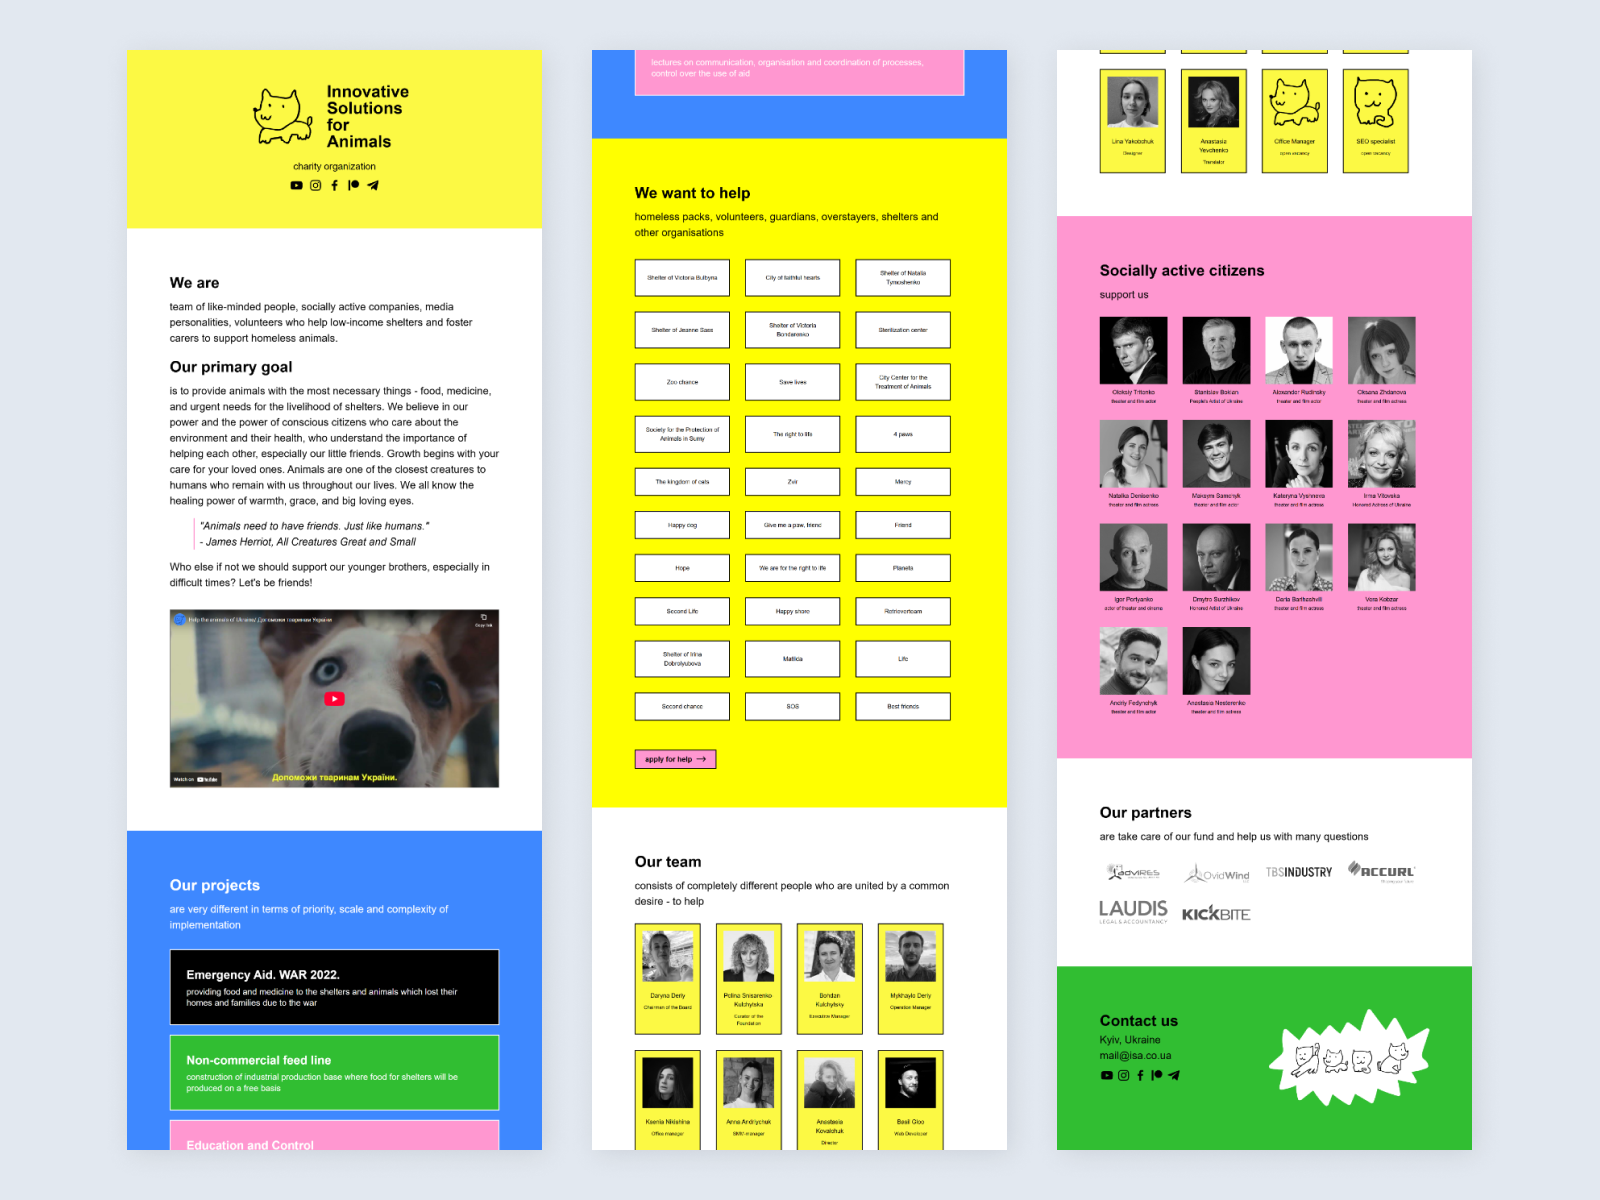 Innovative
Solutions
for
Animals
charity organization
We are
team of like-minded people, socially active companies, media
personalities, volunteers who help low-income shelters and foster
carers to support homeless animals.
Our primary goal
is to provide animals with the most necessary things - food, medicine,
and urgent needs for the livelihood of shelters. We believe in our
power and the power of conscious citizens who care about the
environment and their health, who understand the importance of
helping each other, especially our little friends. Growth begins with your
care for your loved ones. Animals are one of the closest creatures to
humans who remain with us throughout our lives. We all know the
healing power of warmth, grace, and big loving eyes.
"Animals need to have friends. Just like humans."
- James Herriot, All Creatures Great and Small
Who else if not we should support our younger brothers, especially in
difficult times? Let's be friends!
Help the animals of Ukraine/ Допоможи тваринам України
Copy link
Допоможи тваринам України.
Watch on YouTube
Our projects
are very different in terms of priority, scale and complexity of
implementation
Emergency Aid. WAR 2022.
providing food and medicine to the shelters and animals which lost their
homes and families due to the war
Non-commercial feed line
construction of industrial production base where food for shelters will be
produced on a free basis
Education and Control
lectures on communication, organisation and coordination of processes,
control over the use of aid
We want to help
homeless packs, volunteers, guardians, overstayers, shelters and
other organisations
Shelter of Victoria Bulbyna
City of faithful hearts
Shelter of Natalia
Tymoshenko
Shelter of Jeanne Sass
Shelter of Victoria
Bondarenko
Sterilization center
Zoo chance
Save lives
City Center for the
Treatment of Animals
Society for the Protection of
Animals in Sumy
The right to life
4 paws
The kingdom of cats
Zvir
Mercy
Happy dog
Give me a paw, friend
Friend
Hope
We are for the right to life
Planeta
Second Life
Happy shore
Retrieverteam
Shelter of Irina
Dobrolyubova
Matilda
Life
Second chance
SOS
Best friends
apply for help
Our team
consists of completely different people who are united by a common
desire - to help
Daryna Deriy
Chairman of the Board
Polina Snisarenko
Kulchytska
Curator of the
Foundation
Bohdan
Kulchytsky
Executive Manager
Mykhaylo Deriy
Operation Manager
Ksenia Nikishina
Office manager
Anna Andriychuk
SMM-manager
Anastasia
Kovalchuk
Director
Basil Gloo
Web Developer
Lina Yakobchuk
Designer
Anastasia
Yevchenko
Translator
Office Manager
open vacancy
SEO specialist
open vacancy
Socially active citizens
support us
Oleksiy Tritenko
theater and film actor
Stanislav Boklan
People's Artist of Ukraine
Alexander Rudinsky
theater and film actor
Oksana Zhdanova
theater and film actress
Natalka Denisenko
theater and film actress
Maksym Samchyk
theater and film actor
Kateryna Vyshneva
theater and film actress
Irma Vitovska
Honored Actress of Ukraine
Igor Portyanko
actor of theater and cinema
Dmytro Surzhikov
Honored Artist of Ukraine
Daria Barihashvili
theater and film actress
Vera Kobzar
theater and film actress
Andriy Fedynchyk
theater and film actor
Anastasia Nesterenko
theater and film actress
Our partners
are take care of our fund and help us with many questions
advIRES
OvidWind
TBSINDUSTRY
ACCURL
LAUDIS
LEGAL & ACCOUNTANCY
KICKBITE
Contact us
Kyiv, Ukraine
mail@isa.co.ua